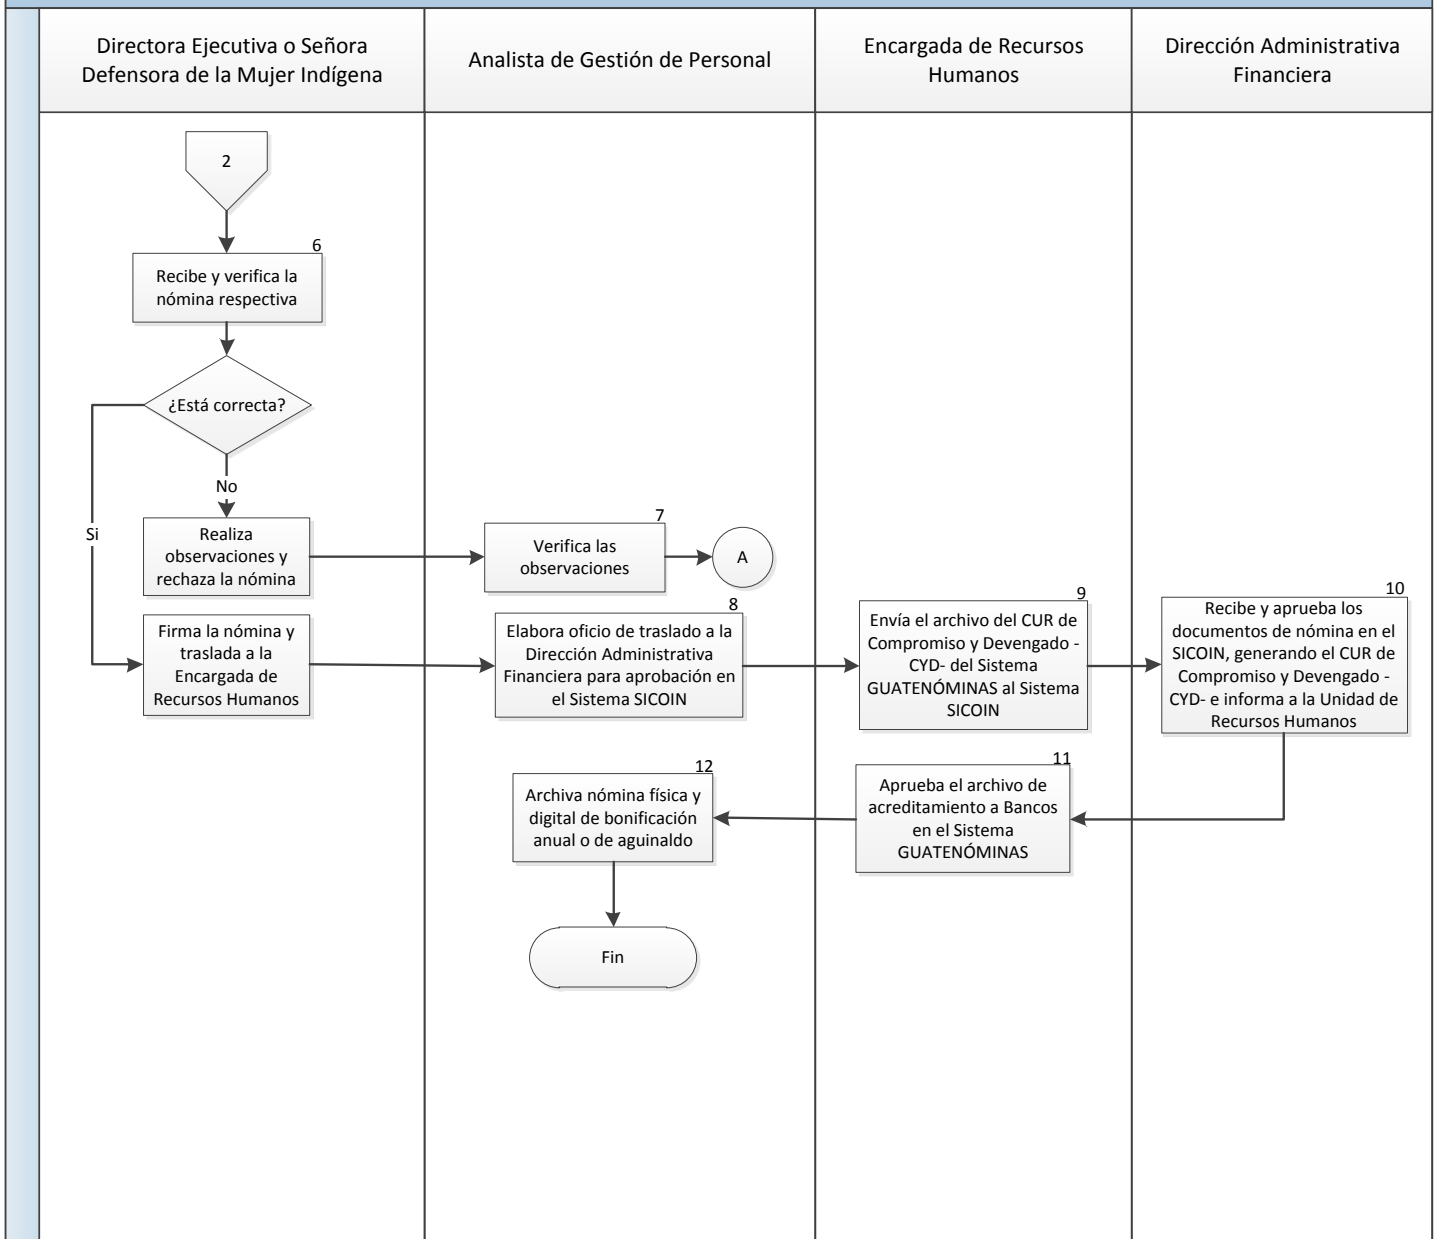 Directora Ejecutiva o Señora
Defensora de la Mujer Indígena
Analista de Gestión de Personal
Encargada de Recursos
Humanos
Dirección Administrativa
Financiera
2
6
Recibe y verifica la
nómina respectiva
¿Está correcta?
No
Si
Realiza
observaciones y
rechaza la nómina
7
Verifica las
observaciones
A
Firma la nómina y
traslada a la
Encargada de
Recursos Humanos
8
Elabora oficio de traslado a la
Dirección Administrativa
Financiera para aprobación en
el Sistema SICOIN
9
Envía el archivo del CUR de
Compromiso y Devengado -
CYD- del Sistema
GUATENÓMINAS al Sistema
SICOIN
10
Recibe y aprueba los
documentos de nómina en el
SICOIN, generando el CUR de
Compromiso y Devengado -
CYD- e informa a la Unidad de
Recursos Humanos
11
Aprueba el archivo de
acreditamiento a Bancos
en el Sistema
GUATENÓMINAS
12
Archiva nómina física y
digital de bonificación
anual o de aguinaldo
Fin